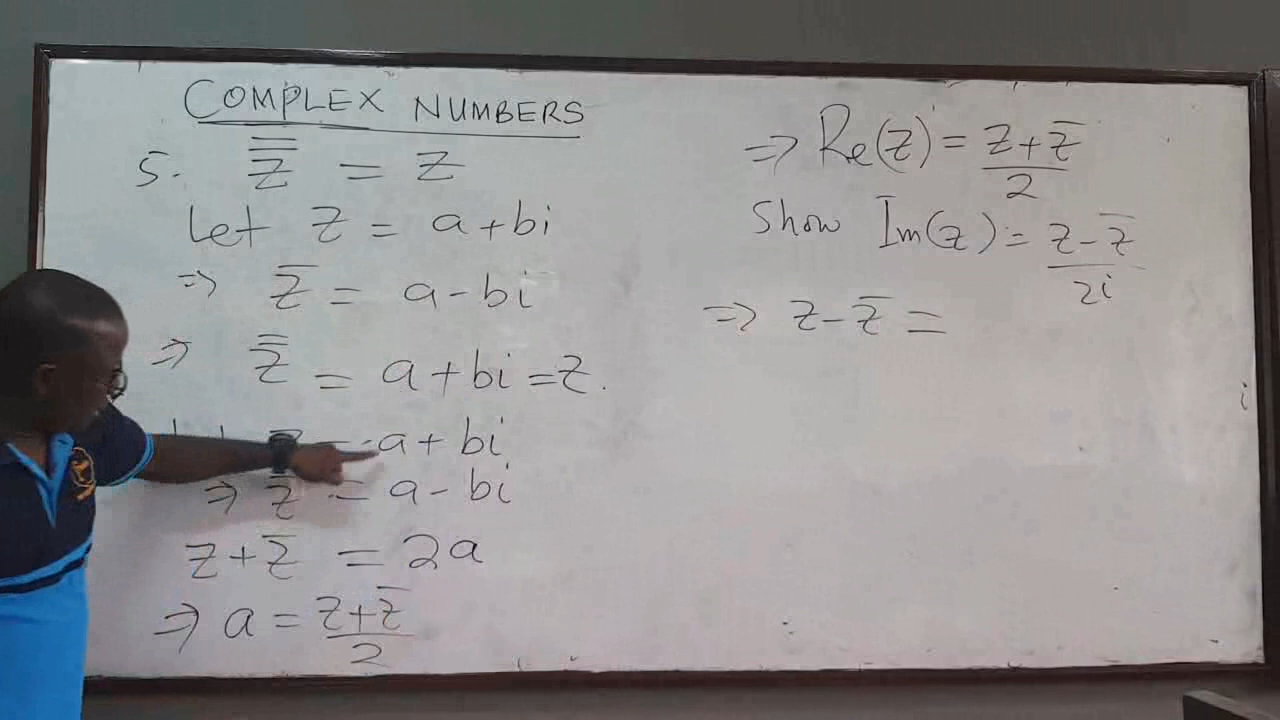 COMPLEX NUMBERS
5. z̿ = z
Let z = a + bi
⇒ z̄ = a - bi
⇒ z̿ = a + bi = z.
= a + bi
⇒ z̄ = a - bi
z + z̄ = 2a
⇒ a = (z + z̄)/2
⇒ Re(z) = (z + z̄)/2
Show Im(z) = (z - z̄)/2i
⇒ z - z̄ =
i